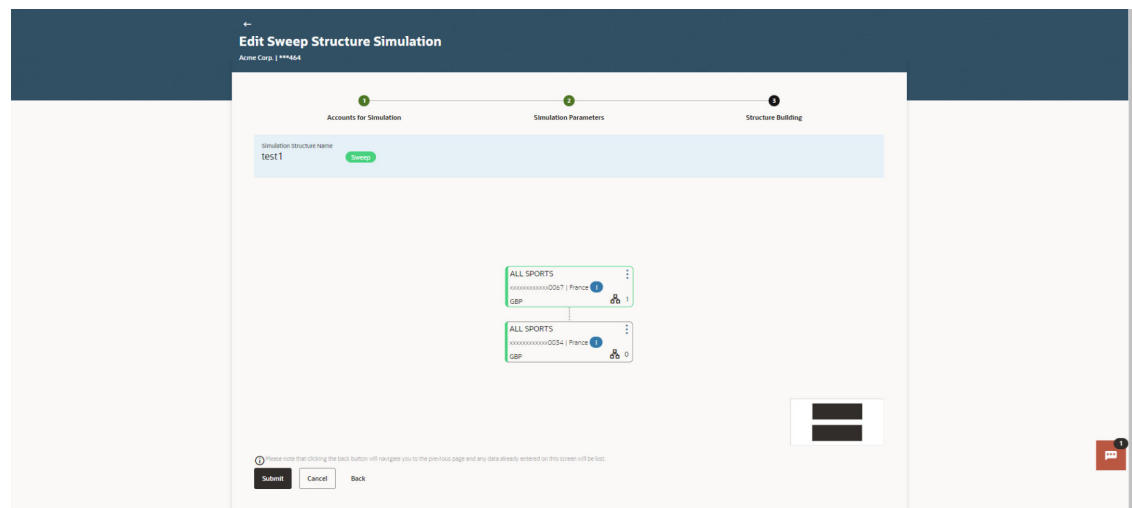 Edit Sweep Structure Simulation
Acme Corp. | ***464
1
2
3
Accounts for Simulation
Simulation Parameters
Structure Building
Simulation Structure Name
test1
Sweep
ALL SPORTS
xxxxxxxxxxxx0067 | France I
GBP 1
ALL SPORTS
xxxxxxxxxxxx0034 | France I
GBP 0
Please note that clicking the back button will navigate you to the previous page and any data already entered on this screen will be lost.
Submit
Cancel
Back
1